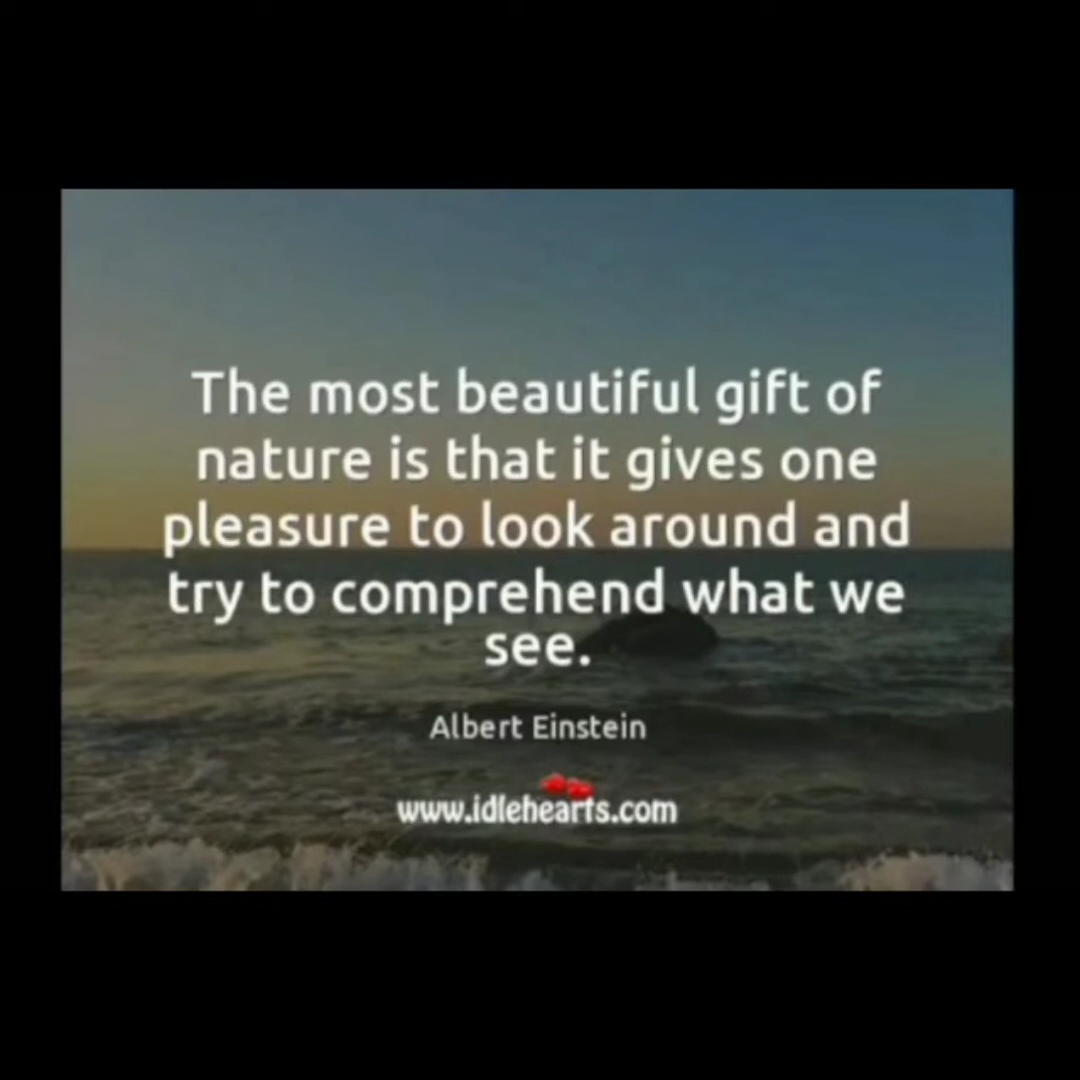 The most beautiful gift of
nature is that it gives one
pleasure to look around and
try to comprehend what we
see.
Albert Einstein
www.idlehearts.com